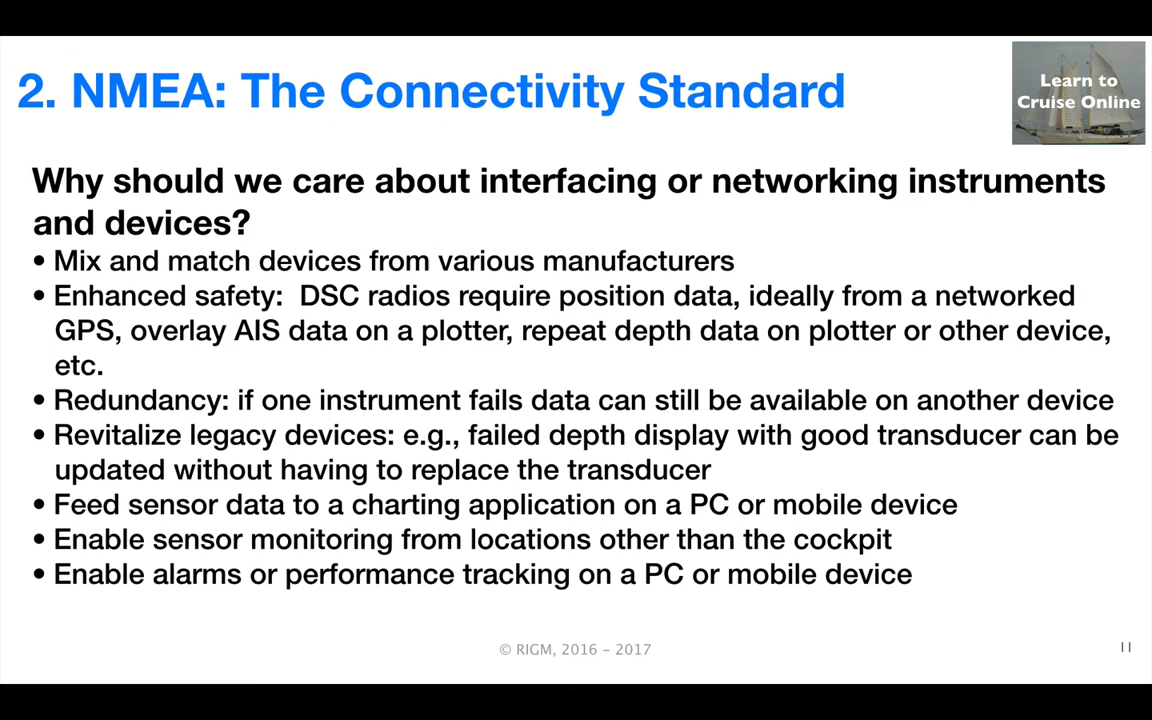 2. NMEA: The Connectivity Standard
Learn to
Cruise Online
Why should we care about interfacing or networking instruments
and devices?
• Mix and match devices from various manufacturers
• Enhanced safety:  DSC radios require position data, ideally from a networked
GPS, overlay AIS data on a plotter, repeat depth data on plotter or other device,
etc.
• Redundancy: if one instrument fails data can still be available on another device
• Revitalize legacy devices: e.g., failed depth display with good transducer can be
updated without having to replace the transducer
• Feed sensor data to a charting application on a PC or mobile device
• Enable sensor monitoring from locations other than the cockpit
• Enable alarms or performance tracking on a PC or mobile device
© RIGM, 2016 – 2017
11